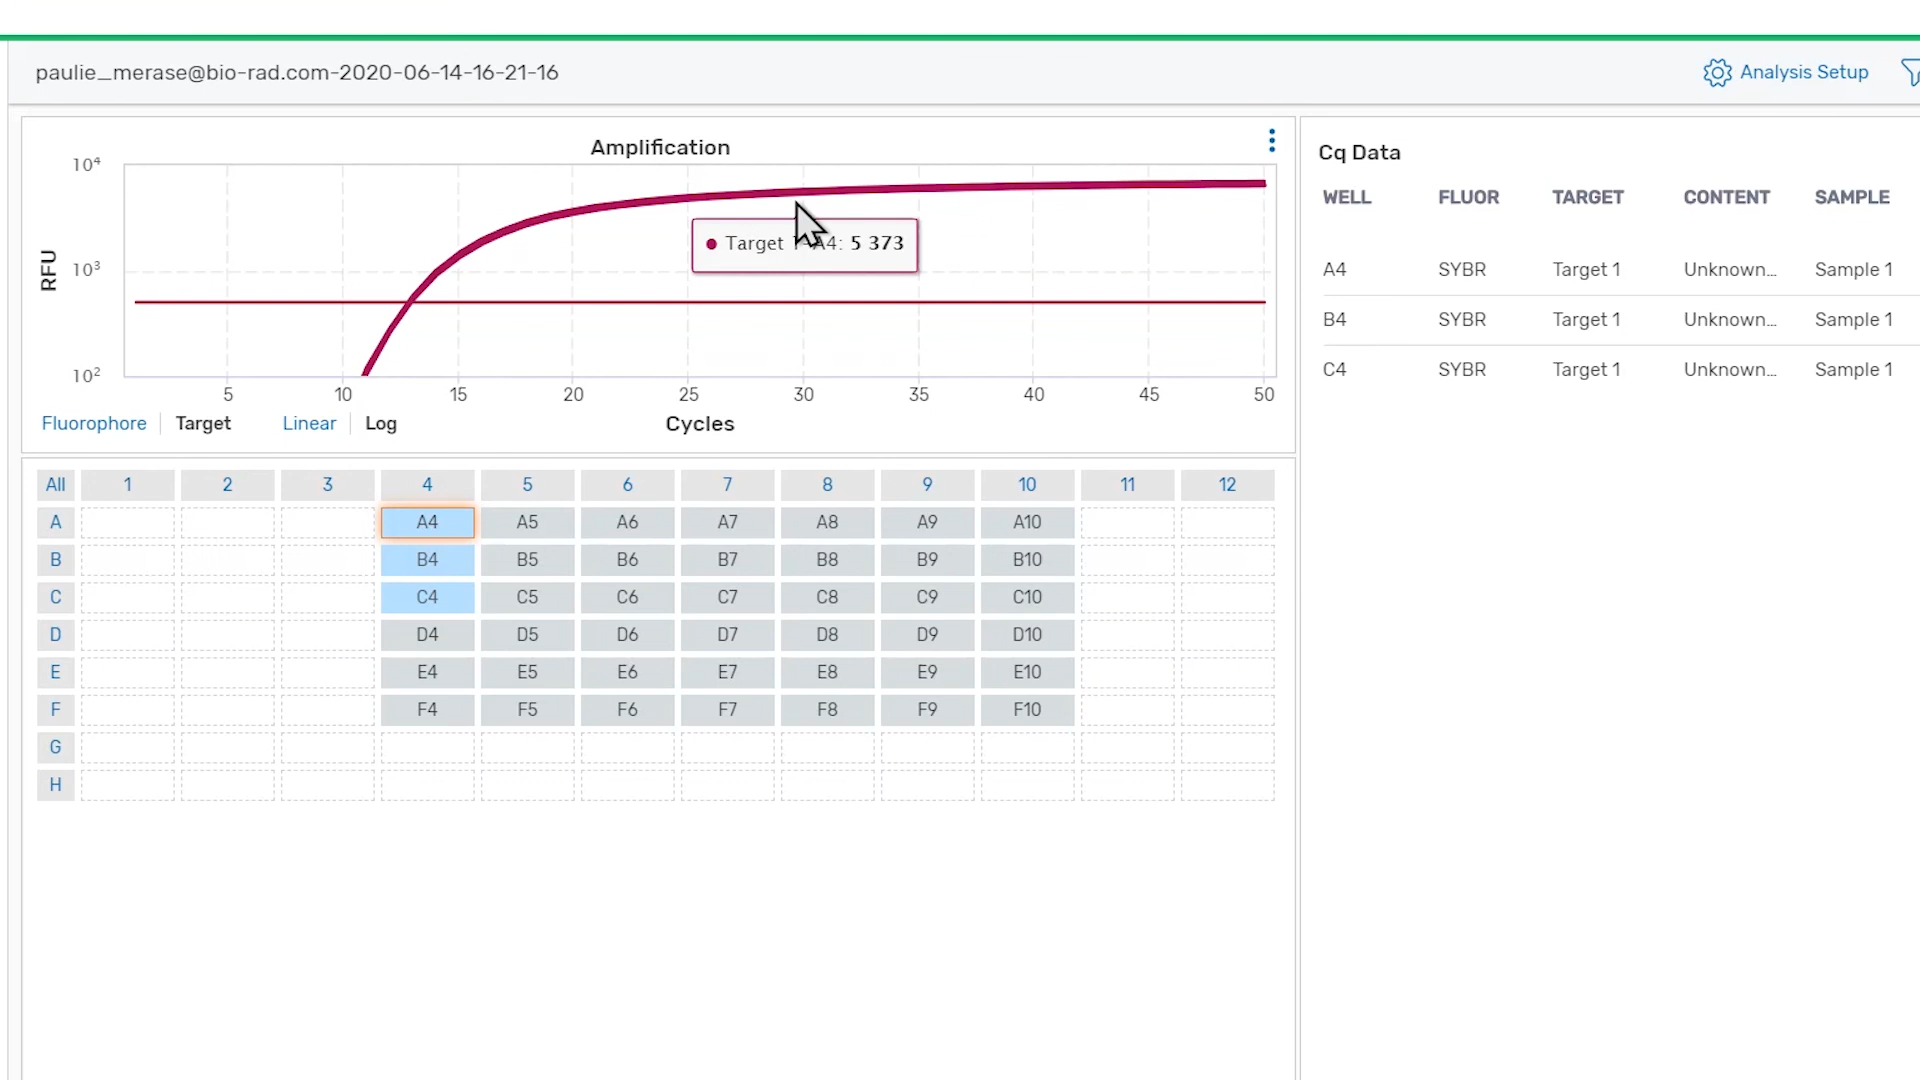 paulie_merase@bio-rad.com-2020-06-14-16-21-16
Analysis Setup
Amplification
10⁴
10³
10²
RFU
Target 1-A4: 5 373
5 10 15 20 25 30 35 40 45 50
Fluorophore Target Linear Log Cycles
Cq Data
WELL FLUOR TARGET CONTENT SAMPLE
A4 SYBR Target 1 Unknown... Sample 1
B4 SYBR Target 1 Unknown... Sample 1
C4 SYBR Target 1 Unknown... Sample 1
All 1 2 3 4 5 6 7 8 9 10 11 12
A A4 A5 A6 A7 A8 A9 A10
B B4 B5 B6 B7 B8 B9 B10
C C4 C5 C6 C7 C8 C9 C10
D D4 D5 D6 D7 D8 D9 D10
E E4 E5 E6 E7 E8 E9 E10
F F4 F5 F6 F7 F8 F9 F10
G
H